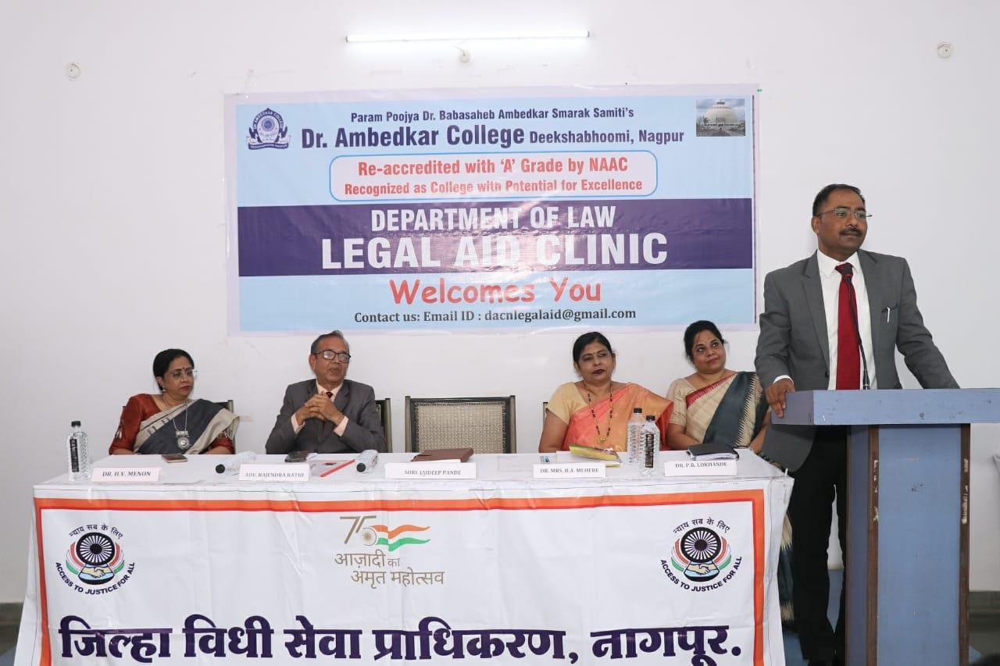 Param Poojya Dr. Babasaheb Ambedkar Smarak Samiti's
Dr. Ambedkar College Deekshabhoomi, Nagpur
Re-accredited with 'A' Grade by NAAC
Recognized as College with Potential for Excellence
DEPARTMENT OF LAW
LEGAL AID CLINIC
Welcomes You
Contact us: Email ID : dacnlegalaid@gmail.com
DR. H.V. MENON
ADV. RAJENDRA RATHI
SHRI. JAIDEEP PANDE
DR. MRS. B.A. MEHERE
DR. P.R. LOKHANDE
न्याय सब के लिए
ACCESS TO JUSTICE FOR ALL
75
आज़ादी का
अमृत महोत्सव
न्याय सब के लिए
ACCESS TO JUSTICE FOR ALL
जिल्हा विधी सेवा प्राधिकरण, नागपूर.